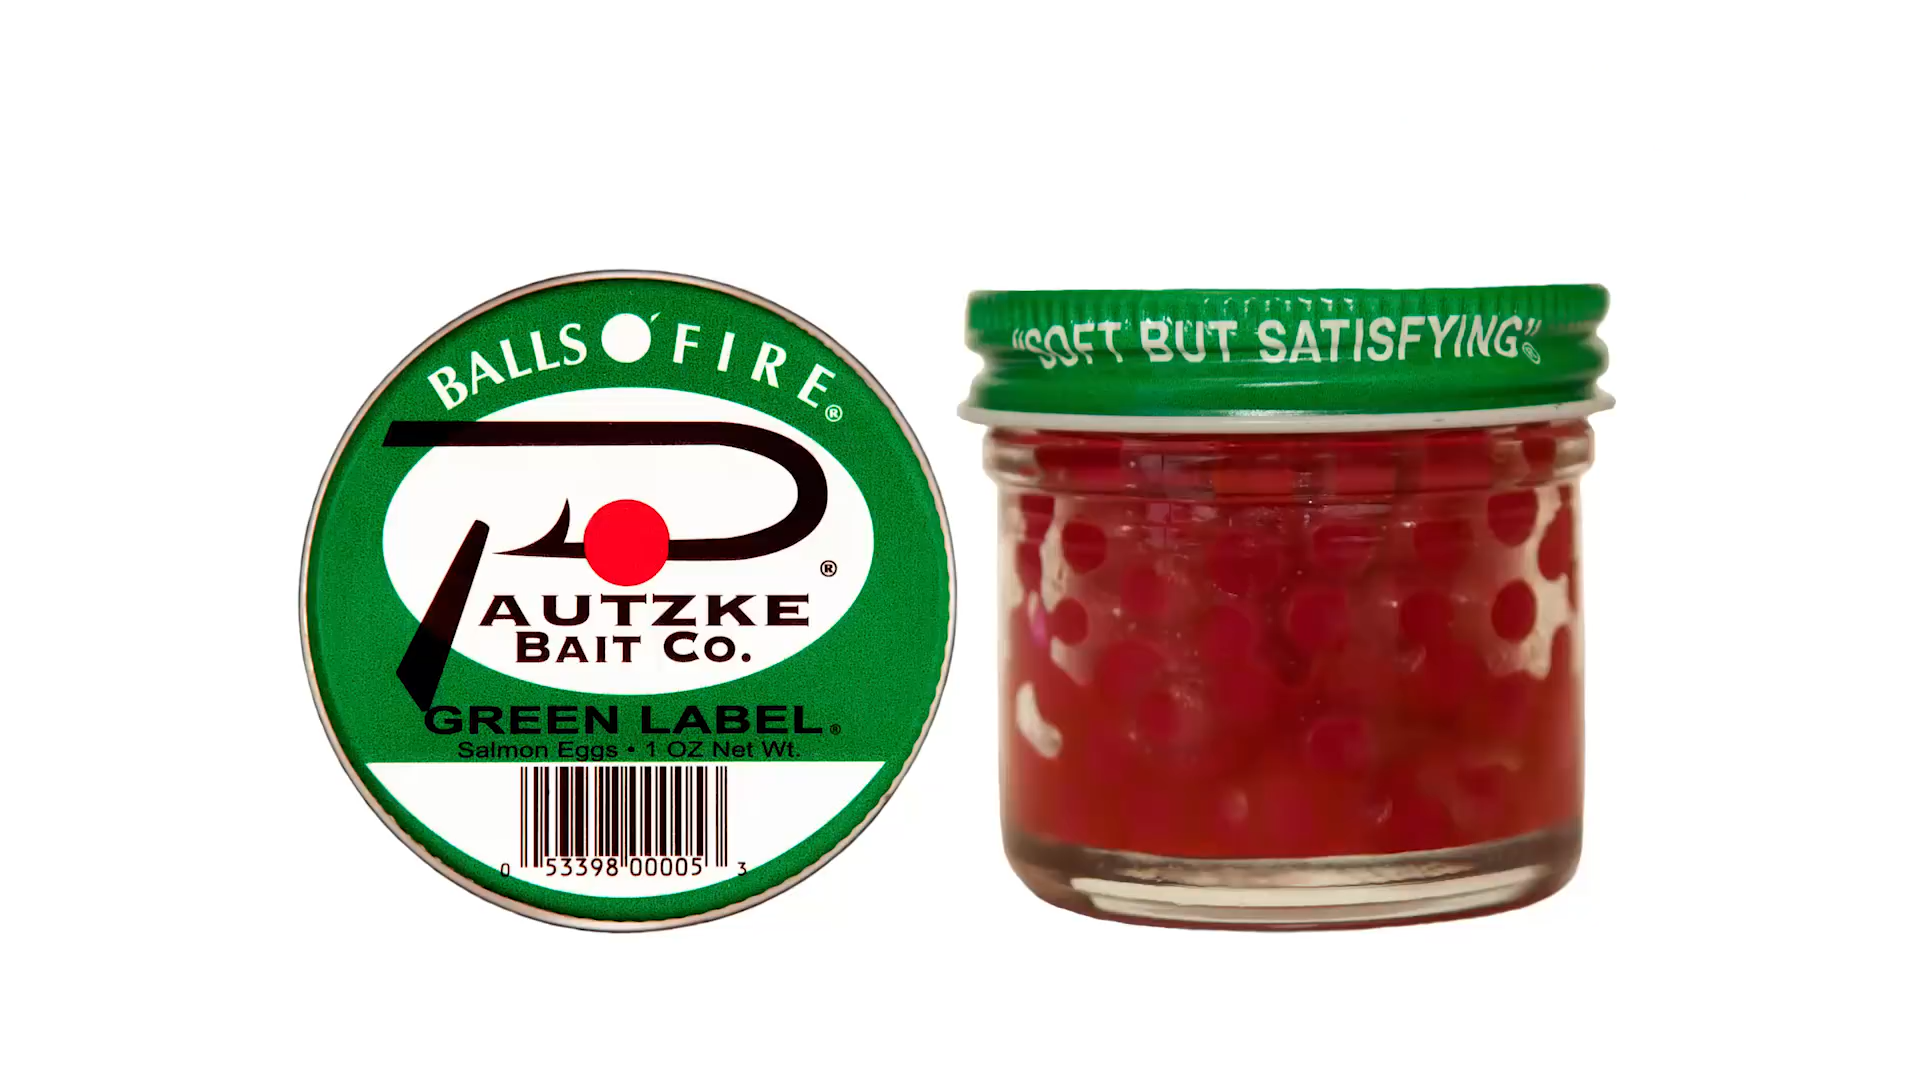 BALLS O' FIRE®
PAUTZKE
BAIT CO.
®
GREEN LABEL®
Salmon Eggs • 1 OZ Net Wt.
0 53398 00005 3
"SOFT BUT SATISFYING"®